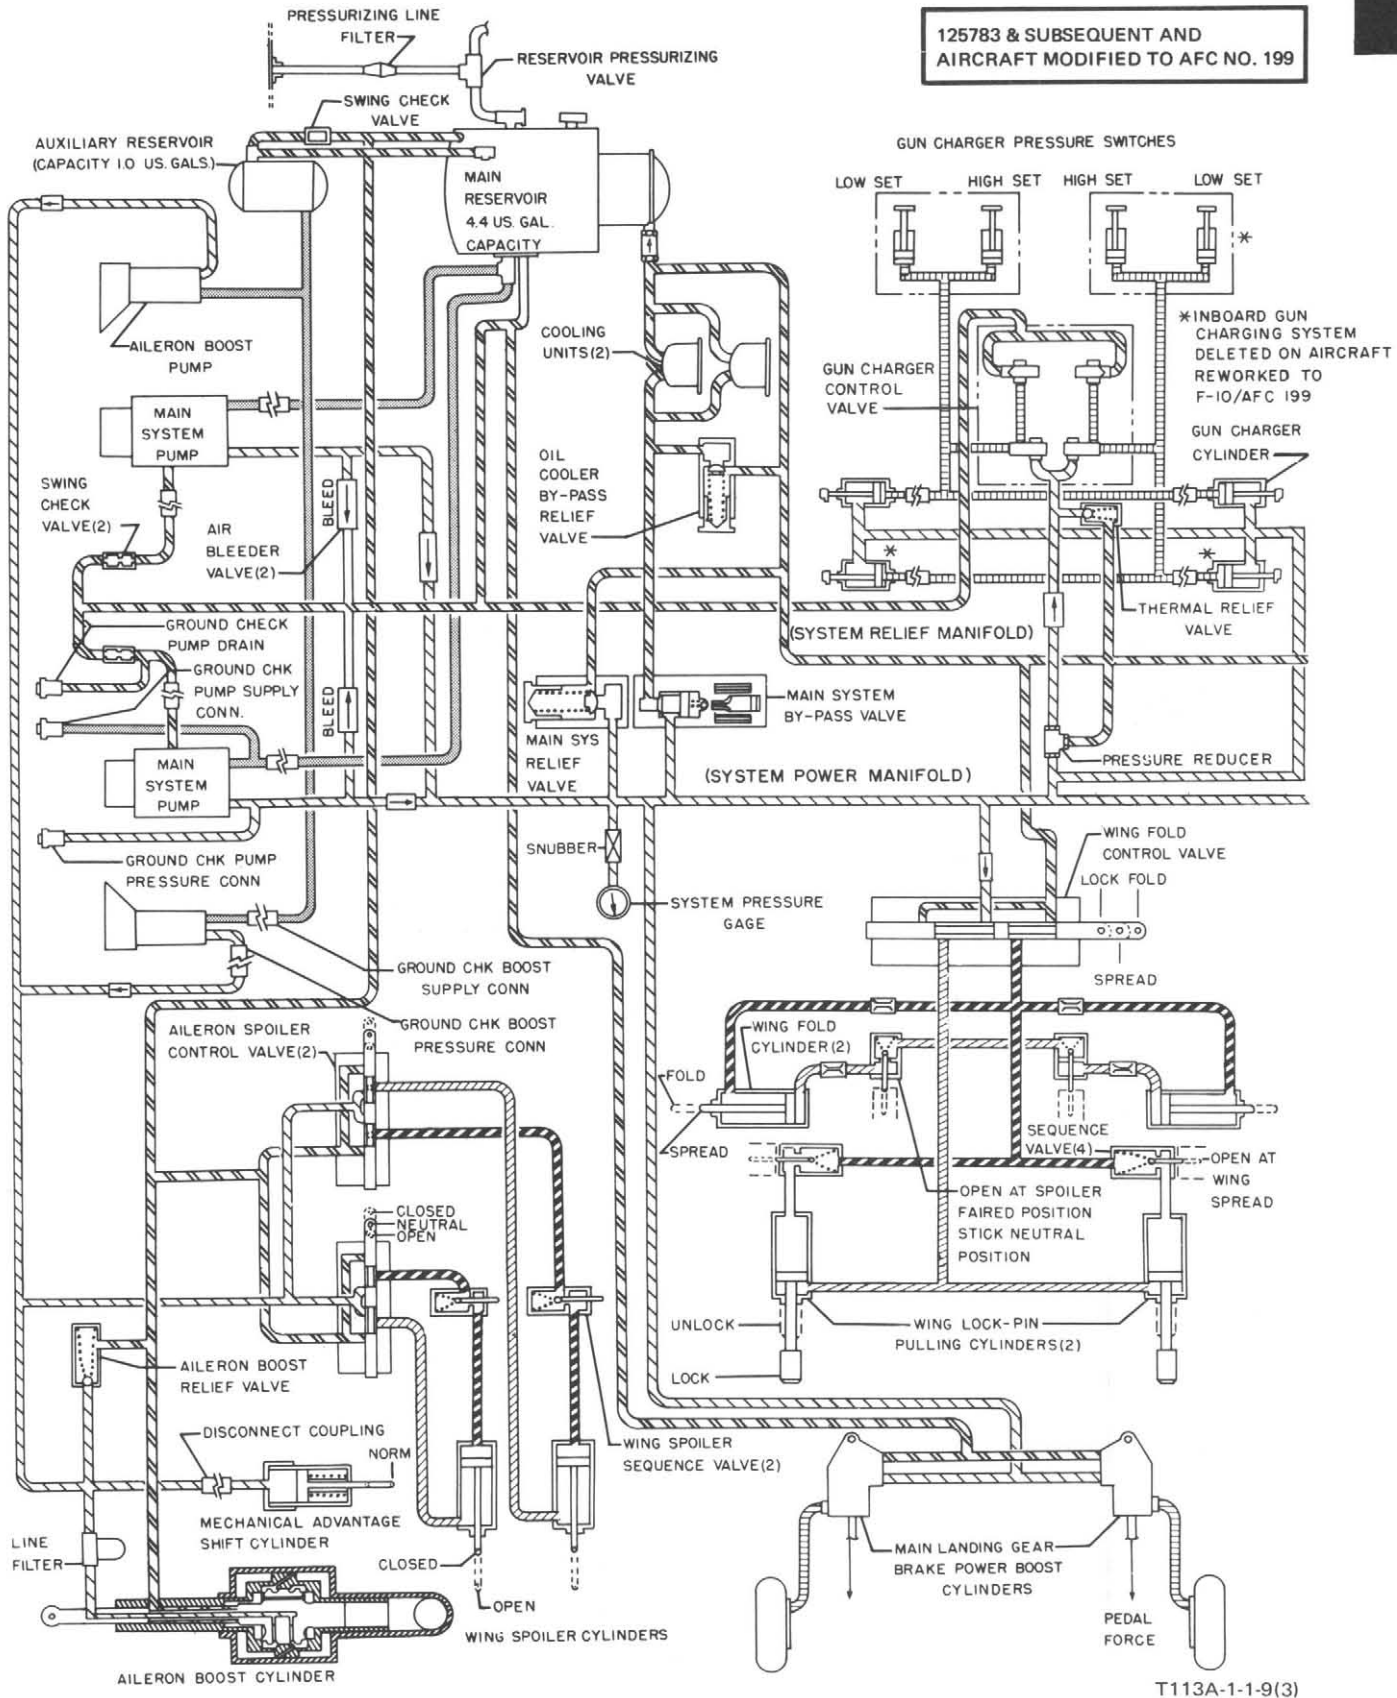 PRESSURIZING LINE
FILTER
125783 & SUBSEQUENT AND
AIRCRAFT MODIFIED TO AFC NO. 199
RESERVOIR PRESSURIZING
VALVE
SWING CHECK
VALVE
AUXILIARY RESERVOIR
(CAPACITY 1.0 US. GALS.)
MAIN
RESERVOIR
4.4 US. GAL.
CAPACITY
GUN CHARGER PRESSURE SWITCHES
LOW SET
HIGH SET
HIGH SET
LOW SET
*
AILERON BOOST
PUMP
COOLING
UNITS (2)
GUN CHARGER
CONTROL
VALVE
*INBOARD GUN
CHARGING SYSTEM
DELETED ON AIRCRAFT
REWORKED TO
F-10/AFC 199
MAIN
SYSTEM
PUMP
GUN CHARGER
CYLINDER
OIL
COOLER
BY-PASS
RELIEF
VALVE
SWING
CHECK
VALVE(2)
AIR
BLEEDER
VALVE(2)
BLEED
*
*
THERMAL RELIEF
VALVE
GROUND CHECK
PUMP DRAIN
(SYSTEM RELIEF MANIFOLD)
GROUND CHK
PUMP SUPPLY
CONN.
BLEED
MAIN SYSTEM
BY-PASS VALVE
MAIN SYS
RELIEF
VALVE
MAIN
SYSTEM
PUMP
(SYSTEM POWER MANIFOLD)
PRESSURE REDUCER
SNUBBER
WING FOLD
CONTROL VALVE
GROUND CHK PUMP
PRESSURE CONN
LOCK FOLD
SYSTEM PRESSURE
GAGE
GROUND CHK BOOST
SUPPLY CONN
SPREAD
AILERON SPOILER
CONTROL VALVE(2)
GROUND CHK BOOST
PRESSURE CONN
WING FOLD
CYLINDER (2)
FOLD
SPREAD
SEQUENCE
VALVE(4)
OPEN AT
WING
SPREAD
OPEN AT SPOILER
FAIRED POSITION
STICK NEUTRAL
POSITION
CLOSED
NEUTRAL
OPEN
UNLOCK
WING LOCK-PIN
PULLING CYLINDERS(2)
AILERON BOOST
RELIEF VALVE
LOCK
DISCONNECT COUPLING
NORM
WING SPOILER
SEQUENCE VALVE(2)
MECHANICAL ADVANTAGE
SHIFT CYLINDER
LINE
FILTER
CLOSED
MAIN LANDING GEAR
BRAKE POWER BOOST
CYLINDERS
OPEN
WING SPOILER CYLINDERS
PEDAL
FORCE
AILERON BOOST CYLINDER
T113A-1-1-9(3)